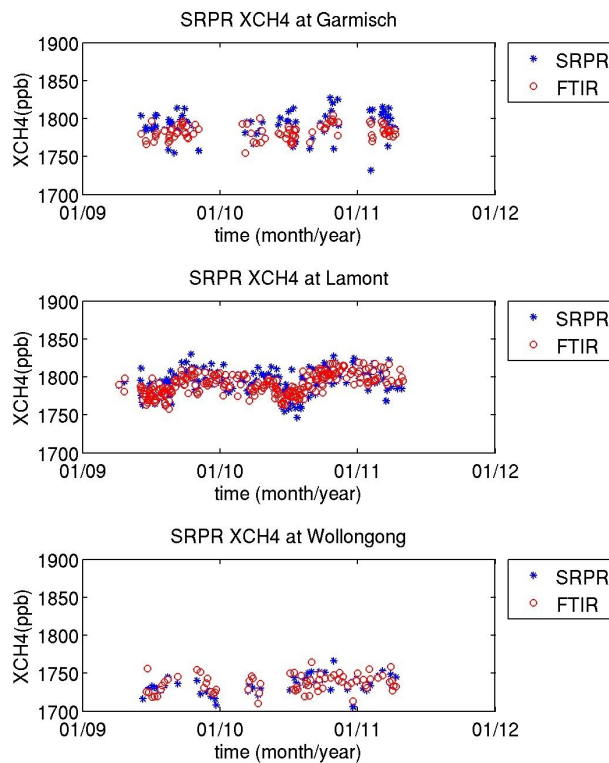 SRPR XCH4 at Garmisch
XCH4(ppb)
1900
1850
1800
1750
1700
01/09 01/10 01/11 01/12
time (month/year)
SRPR
FTIR
SRPR XCH4 at Lamont
XCH4(ppb)
1900
1850
1800
1750
1700
01/09 01/10 01/11 01/12
time (month/year)
SRPR
FTIR
SRPR XCH4 at Wollongong
XCH4(ppb)
1900
1850
1800
1750
1700
01/09 01/10 01/11 01/12
time (month/year)
SRPR
FTIR